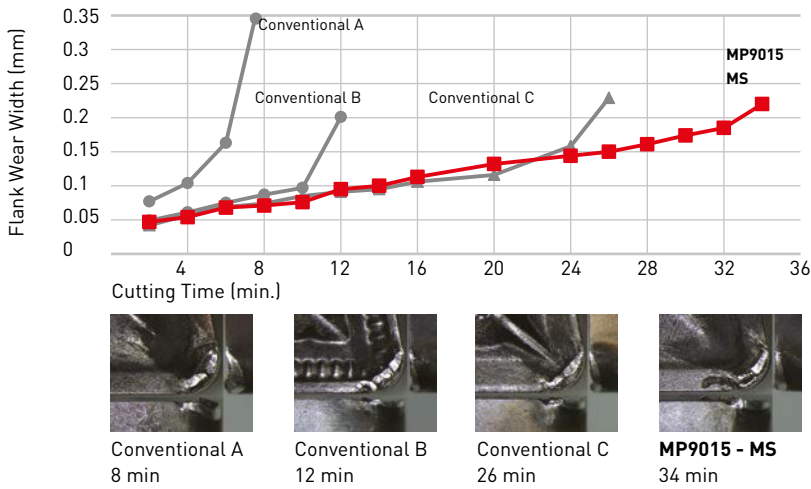 Flank Wear Width (mm)
0.35
0.3
0.25
0.2
0.15
0.1
0.05
0
Conventional A
Conventional B
Conventional C
MP9015
MS
4 8 12 16 20 24 28 32 36
Cutting Time (min.)
Conventional A
8 min
Conventional B
12 min
Conventional C
26 min
MP9015 - MS
34 min